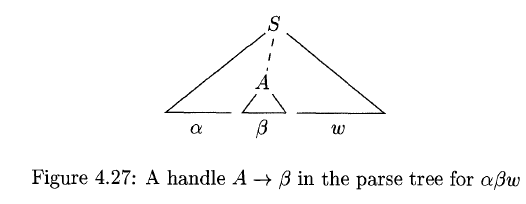 S
A
α β w
Figure 4.27: A handle A → β in the parse tree for αβw